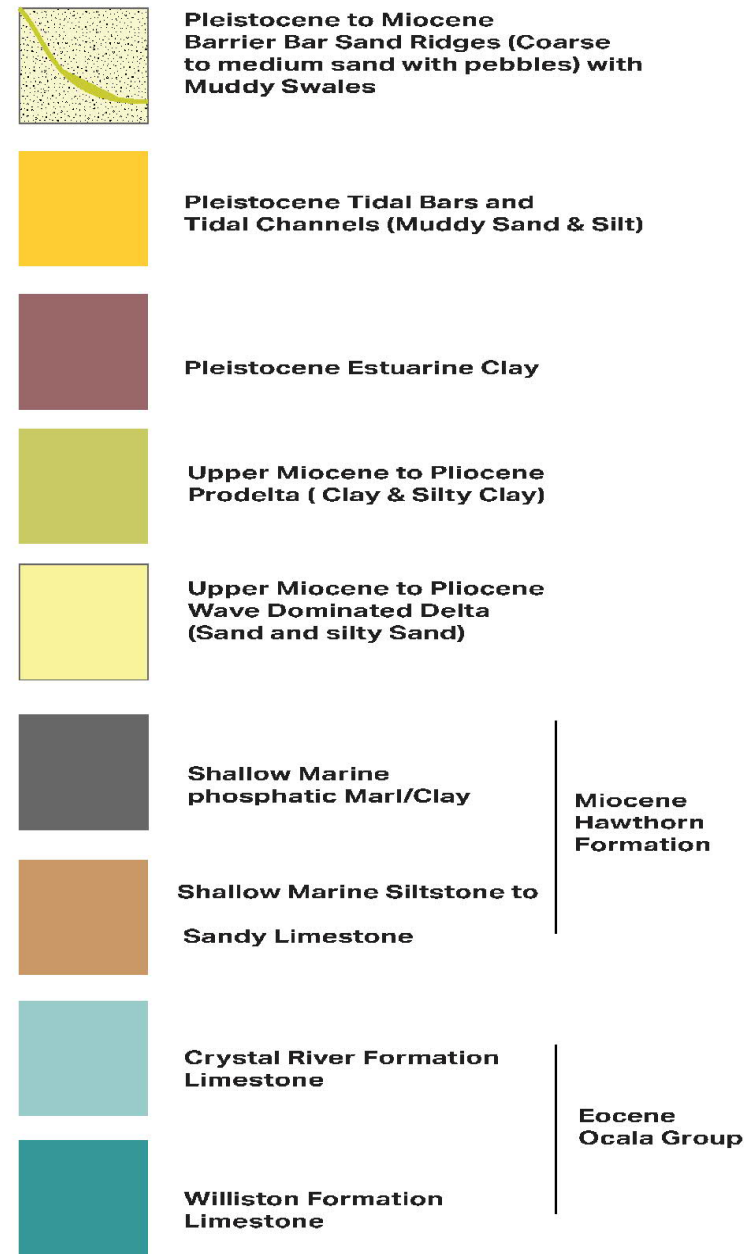 Pleistocene to Miocene
Barrier Bar Sand Ridges (Coarse
to medium sand with pebbles) with
Muddy Swales
Pleistocene Tidal Bars and
Tidal Channels (Muddy Sand & Silt)
Pleistocene Estuarine Clay
Upper Miocene to Pliocene
Prodelta ( Clay & Silty Clay)
Upper Miocene to Pliocene
Wave Dominated Delta
(Sand and silty Sand)
Shallow Marine
phosphatic Marl/Clay
Shallow Marine Siltstone to
Sandy Limestone
Miocene
Hawthorn
Formation
Crystal River Formation
Limestone
Williston Formation
Limestone
Eocene
Ocala Group